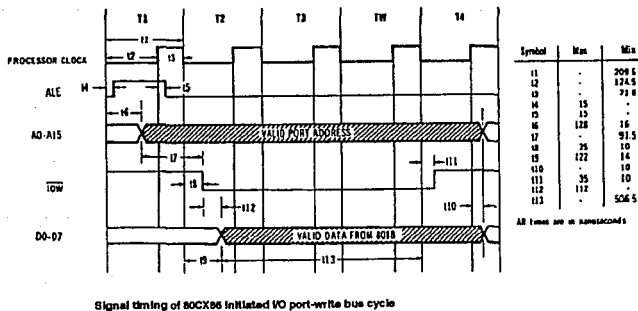 T1 T2 T3 TW T4
t1
t2 t3
PROCESSOR CLOCK
t4 t5
ALE
t6
A0-A15 VALID PORT ADDRESS
t7 t11
IOW
t8 t12 t10
D0-D7 VALID DATA FROM 8088
t9 t13
Symbol Max Min
t1 - 209.5
t2 - 124.5
t3 - 71.8
t4 15 -
t5 15 -
t6 128 16
t7 - 91.5
t8 35 10
t9 122 14
t10 - 10
t11 35 10
t12 112 -
t13 - 506.5
All times are in nanoseconds
Signal timing of 80CX86 initiated I/O port-write bus cycle